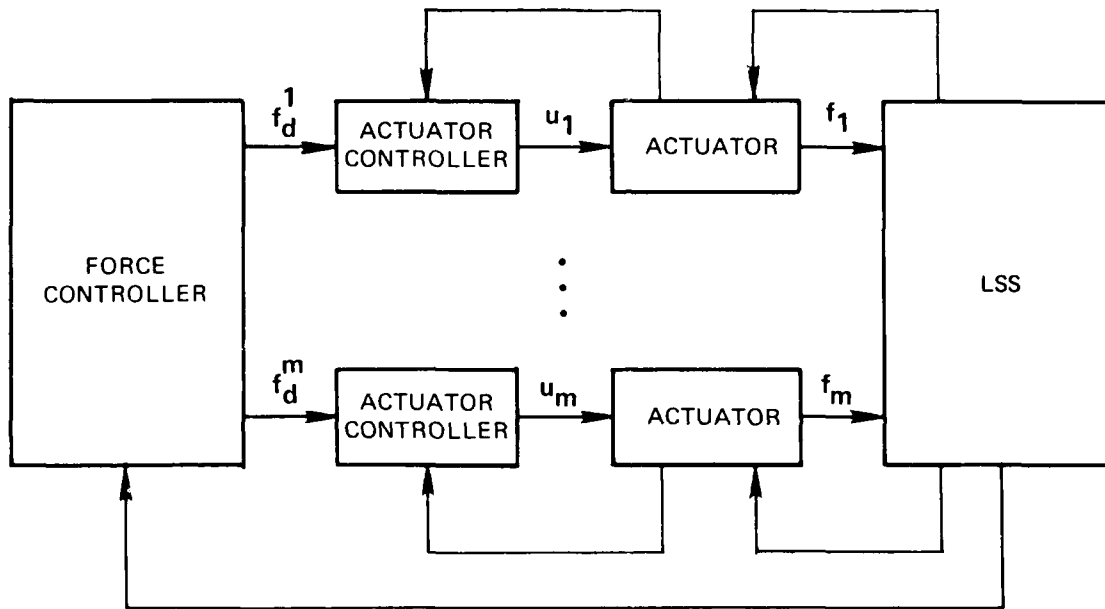 f_d^1
ACTUATOR
CONTROLLER
u_1
ACTUATOR
f_1
FORCE
CONTROLLER
LSS
f_d^m
ACTUATOR
CONTROLLER
u_m
ACTUATOR
f_m